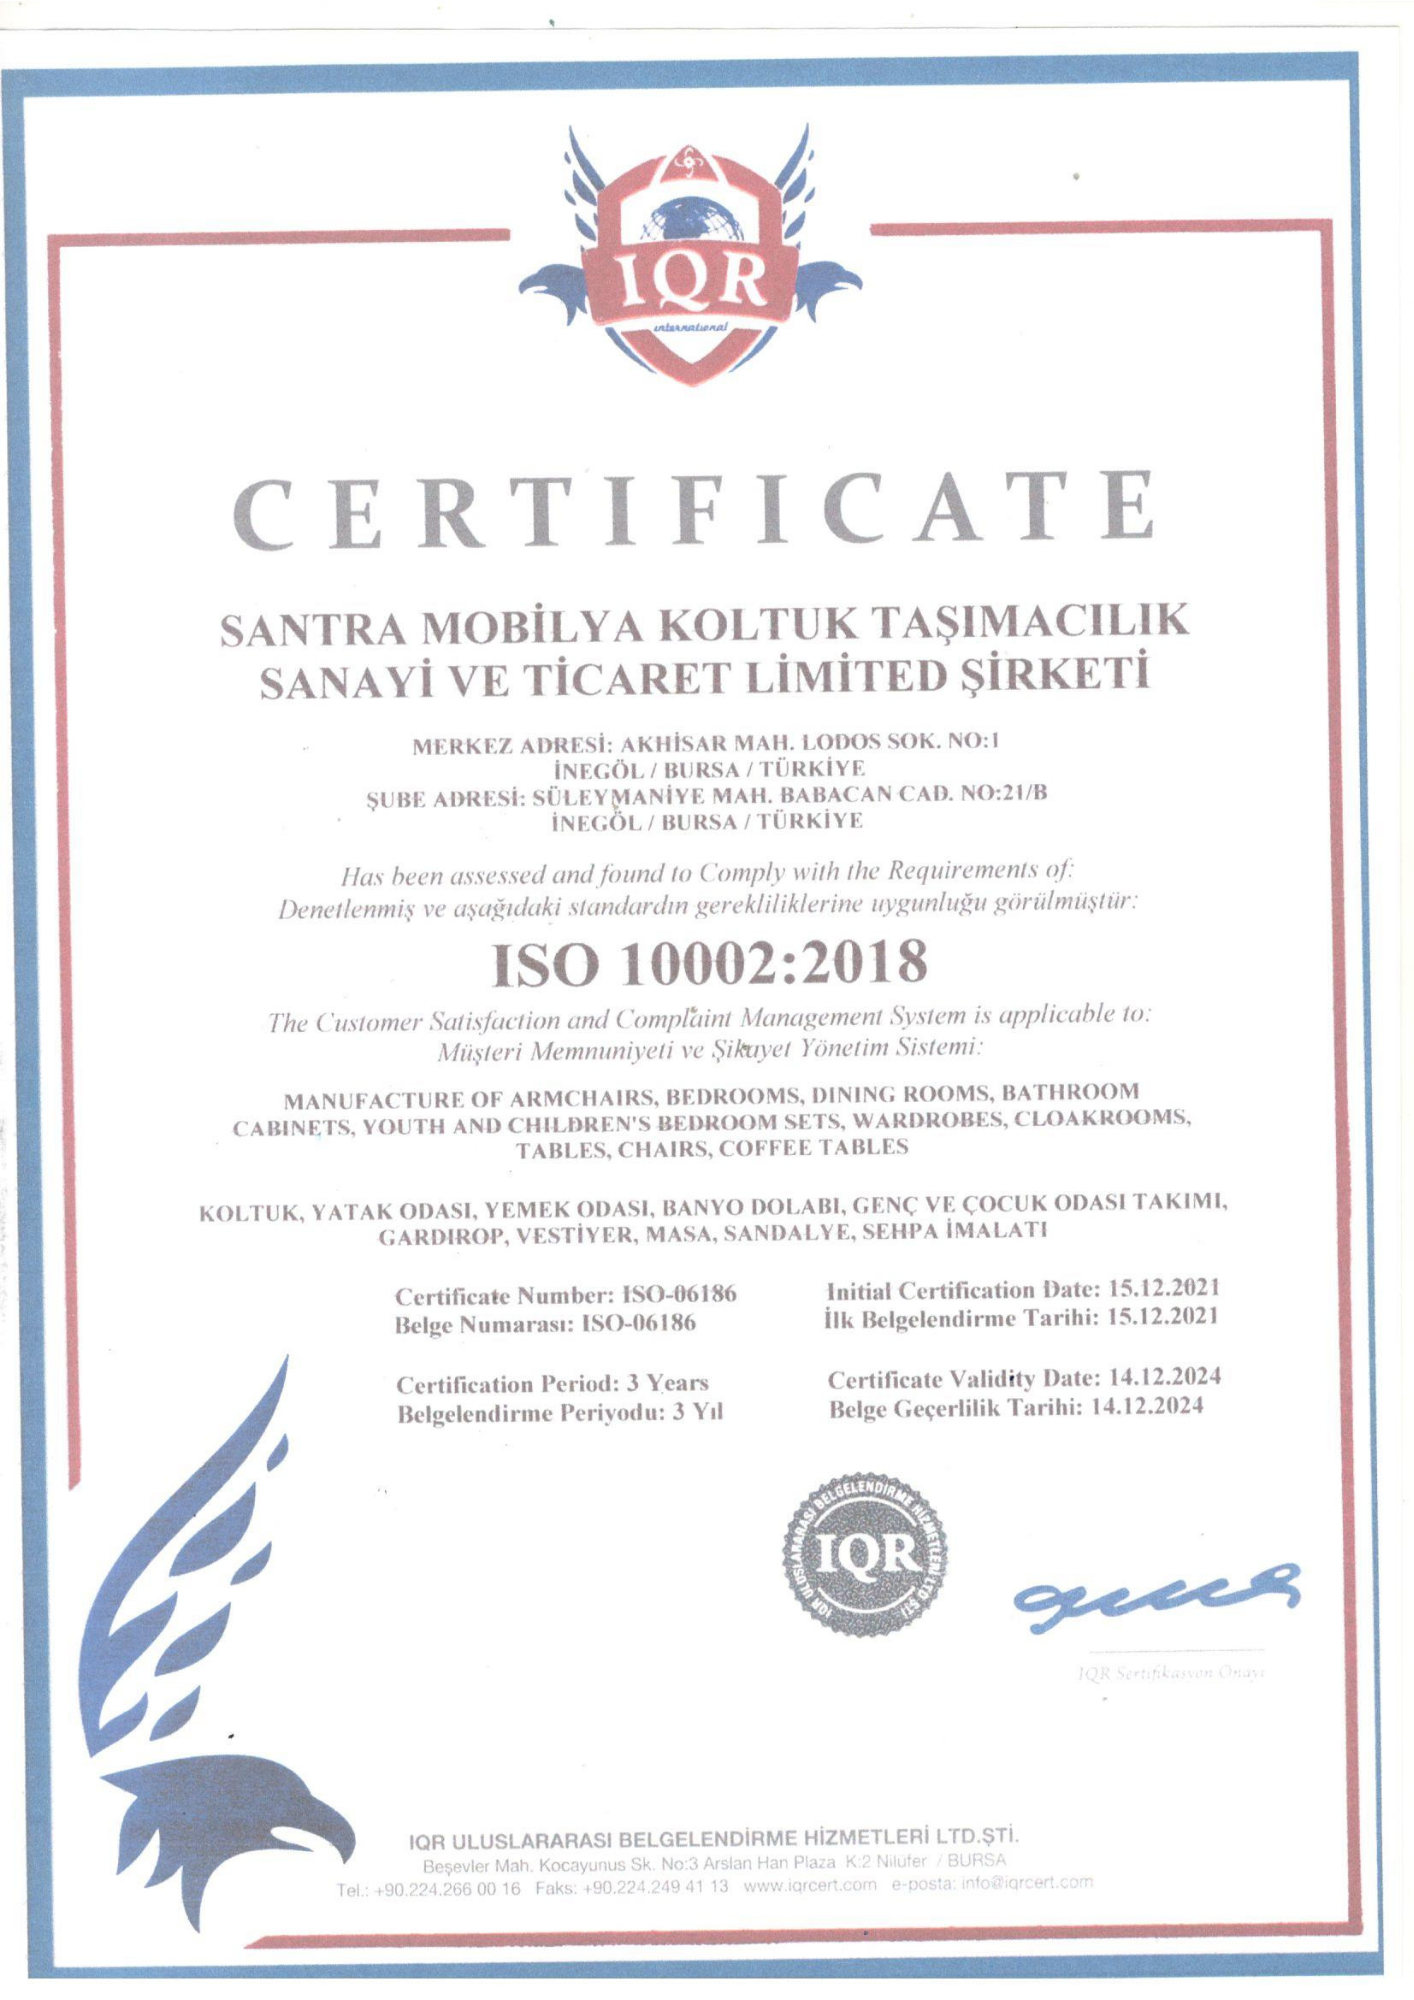 IQR
international
CERTIFICATE
SANTRA MOBİLYA KOLTUK TAŞIMACILIK
SANAYİ VE TİCARET LİMİTED ŞİRKETİ
MERKEZ ADRESİ: AKHİSAR MAH. LODOS SOK. NO:1
İNEGÖL / BURSA / TÜRKİYE
ŞUBE ADRESİ: SÜLEYMANİYE MAH. BABACAN CAD. NO:21/B
İNEGÖL / BURSA / TÜRKİYE
Has been assessed and found to Comply with the Requirements of:
Denetlenmiş ve aşağıdaki standardın gerekliliklerine uygunluğu görülmüştür:
ISO 10002:2018
The Customer Satisfaction and Complaint Management System is applicable to:
Müşteri Memnuniyeti ve Şikayet Yönetim Sistemi:
MANUFACTURE OF ARMCHAIRS, BEDROOMS, DINING ROOMS, BATHROOM
CABINETS, YOUTH AND CHILDREN'S BEDROOM SETS, WARDROBES, CLOAKROOMS,
TABLES, CHAIRS, COFFEE TABLES
KOLTUK, YATAK ODASI, YEMEK ODASI, BANYO DOLABI, GENÇ VE ÇOCUK ODASI TAKIMI,
GARDIROP, VESTİYER, MASA, SANDALYE, SEHPA İMALATI
Certificate Number: ISO-06186
Belge Numarası: ISO-06186
Initial Certification Date: 15.12.2021
İlk Belgelendirme Tarihi: 15.12.2021
Certification Period: 3 Years
Belgelendirme Periyodu: 3 Yıl
Certificate Validity Date: 14.12.2024
Belge Geçerlilik Tarihi: 14.12.2024
IQR ULUSLARARASI BELGELENDİRME HİZMETLERİ LTD ŞTİ
IQR
IQR Sertifikasyon Onayı
IQR ULUSLARARASI BELGELENDİRME HİZMETLERİ LTD.ŞTİ.
Beşevler Mah. Kocayunus Sk. No:3 Arslan Han Plaza K:2 Nilüfer / BURSA
Tel.: +90.224.266 00 16 Faks: +90.224.249 41 13 www.iqrcert.com e-posta: info@iqrcert.com